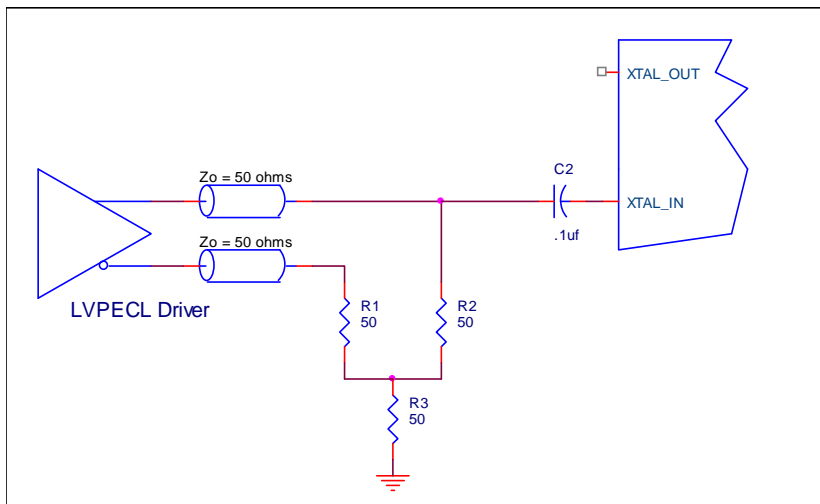 XTAL_OUT
Zo = 50 ohms
C2
XTAL_IN
.1uf
Zo = 50 ohms
LVPECL Driver
R1
50
R2
50
R3
50